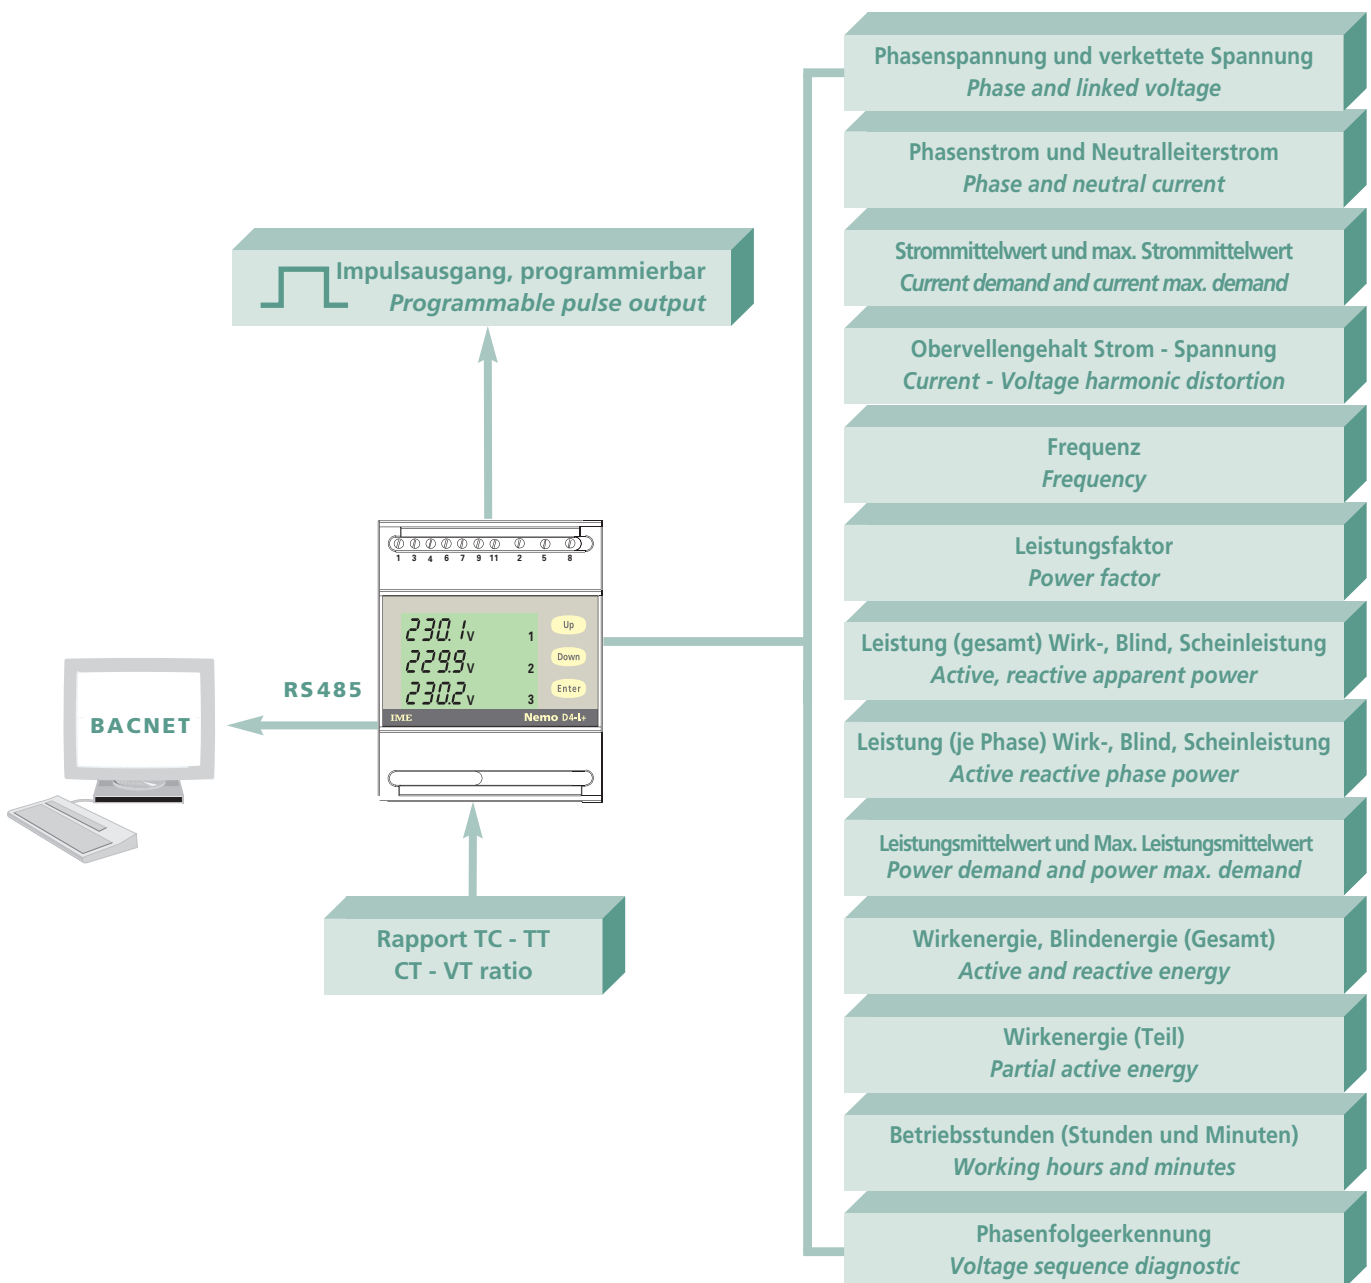 Phasenspannung und verkettete Spannung
Phase and linked voltage
Phasenstrom und Neutralleiterstrom
Phase and neutral current
Strommittelwert und max. Strommittelwert
Current demand and current max. demand
Obervellengehalt Strom - Spannung
Current - Voltage harmonic distortion
Frequenz
Frequency
Leistungsfaktor
Power factor
Leistung (gesamt) Wirk-, Blind, Scheinleistung
Active, reactive apparent power
Leistung (je Phase) Wirk-, Blind, Scheinleistung
Active reactive phase power
Leistungsmittelwert und Max. Leistungsmittelwert
Power demand and power max. demand
Wirkenergie, Blindenergie (Gesamt)
Active and reactive energy
Wirkenergie (Teil)
Partial active energy
Betriebsstunden (Stunden und Minuten)
Working hours and minutes
Phasenfolgeerkennung
Voltage sequence diagnostic
Impulsausgang, programmierbar
Programmable pulse output
1 3 4 6 7 9 11 2 5 8
230.1V 1 Up
229.9V 2 Down
230.2V 3 Enter
IME Nemo D4-L+
RS485
BACNET
Rapport TC - TT
CT - VT ratio